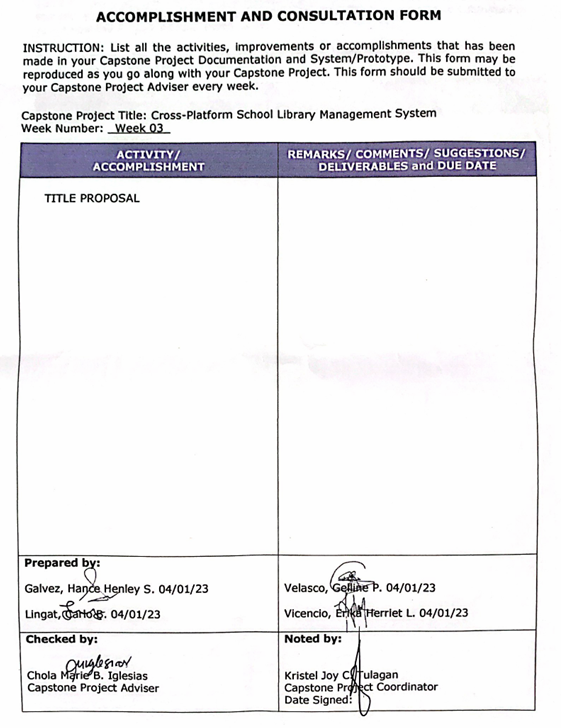 ACCOMPLISHMENT AND CONSULTATION FORM
INSTRUCTION: List all the activities, improvements or accomplishments that has been
made in your Capstone Project Documentation and System/Prototype. This form may be
reproduced as you go along with your Capstone Project. This form should be submitted to
your Capstone Project Adviser every week.
Capstone Project Title: Cross-Platform School Library Management System
Week Number: Week 03
ACTIVITY/
ACCOMPLISHMENT
REMARKS/ COMMENTS/ SUGGESTIONS/
DELIVERABLES and DUE DATE
TITLE PROPOSAL
Prepared by:
Galvez, Hance Henley S. 04/01/23
Velasco, Gelline P. 04/01/23
Lingat, 04/01/23
Vicencio, Erika Herriet L. 04/01/23
Checked by:
Chola Marie B. Iglesias
Capstone Project Adviser
Noted by:
Kristel Joy C. Tulagan
Capstone Project Coordinator
Date Signed: